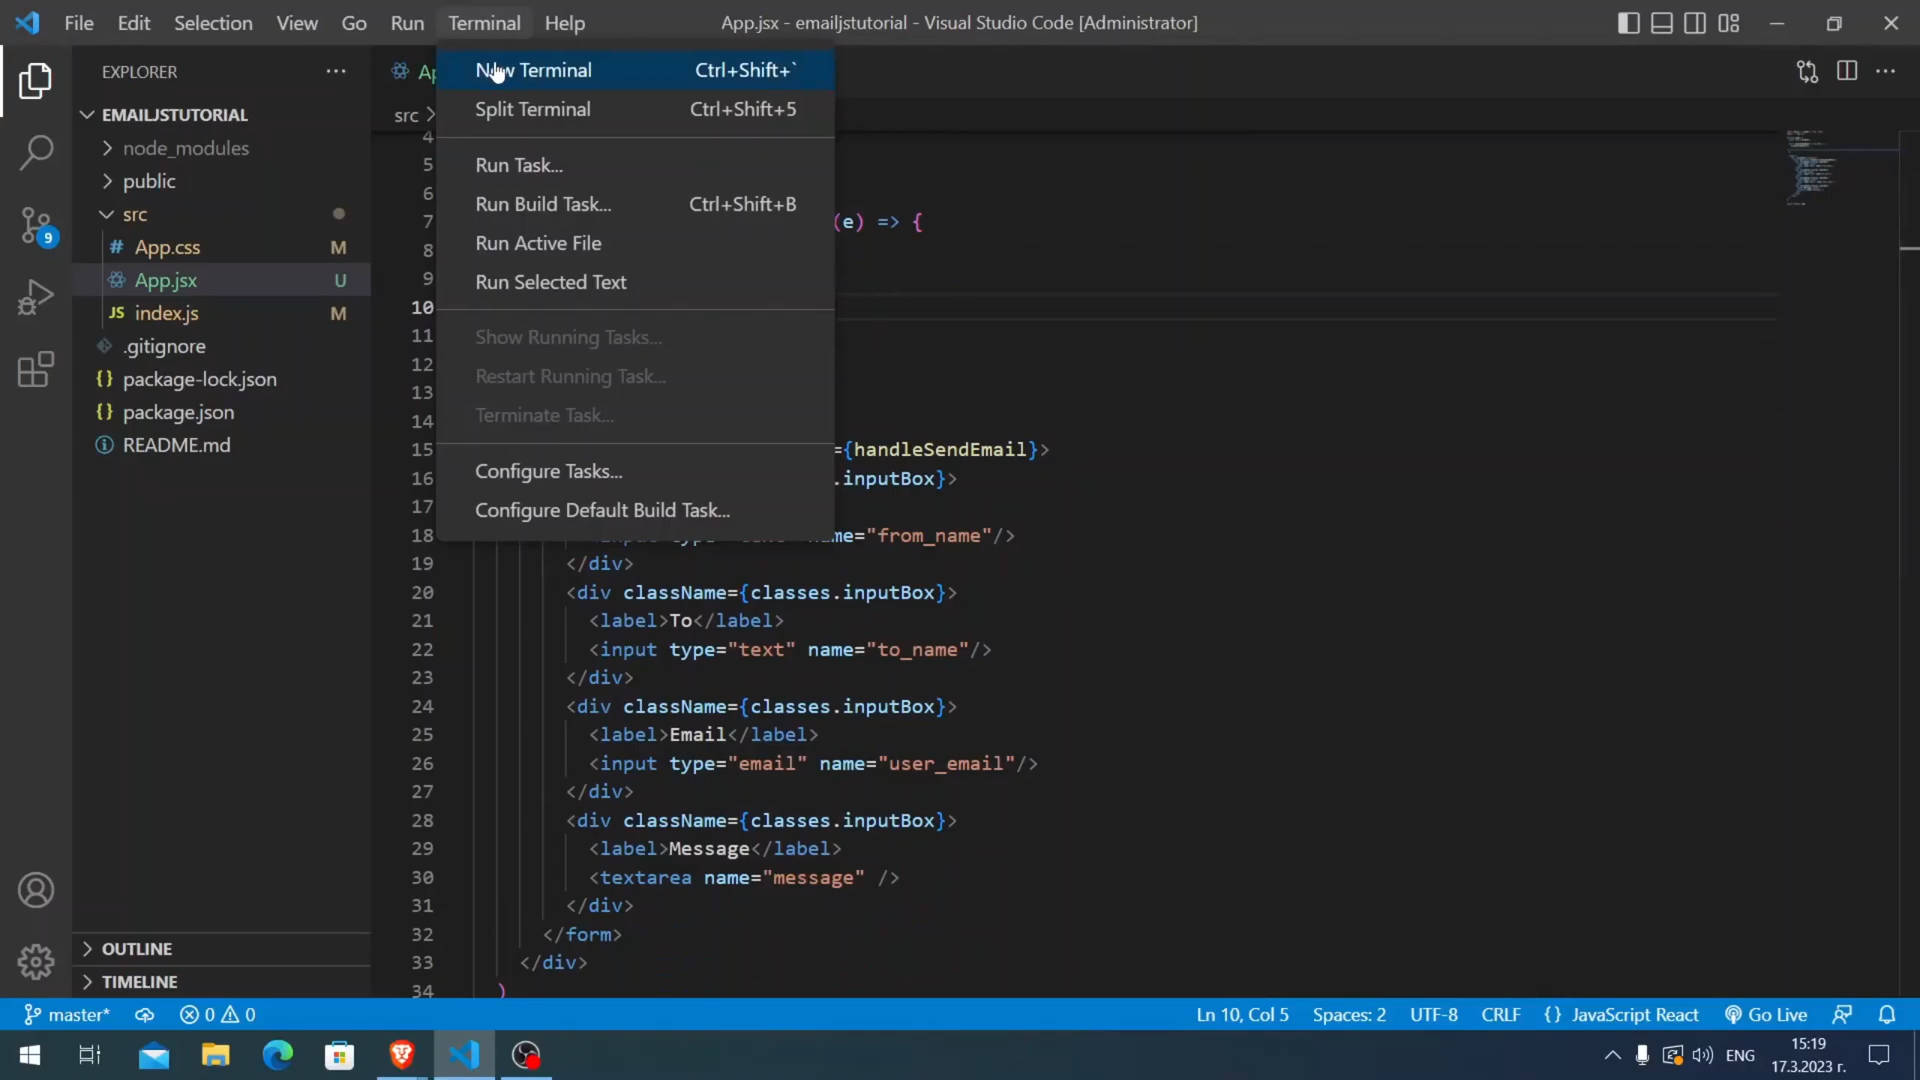 File Edit Selection View Go Run Terminal Help
App.jsx - emailjstutorial - Visual Studio Code [Administrator]
EXPLORER
EMAILJSTUTORIAL
node_modules
public
src
# App.css M
App.jsx U
JS index.js M
.gitignore
{} package-lock.json
{} package.json
README.md
OUTLINE
TIMELINE
9
New Terminal Ctrl+Shift+`
Split Terminal Ctrl+Shift+5
Run Task...
Run Build Task... Ctrl+Shift+B
Run Active File
Run Selected Text
Show Running Tasks...
Restart Running Task...
Terminate Task...
Configure Tasks...
Configure Default Build Task...
src >
4
5
6
7 (e) => {
8
9
10
11
12
13
14
15 ={handleSendEmail}>
16 .inputBox}>
17
18 <input type="text" name="from_name"/>
19 </div>
20 <div className={classes.inputBox}>
21 <label>To</label>
22 <input type="text" name="to_name"/>
23 </div>
24 <div className={classes.inputBox}>
25 <label>Email</label>
26 <input type="email" name="user_email"/>
27 </div>
28 <div className={classes.inputBox}>
29 <label>Message</label>
30 <textarea name="message" />
31 </div>
32 </form>
33 </div>
34 )
master* 0 0 Ln 10, Col 5 Spaces: 2 UTF-8 CRLF {} JavaScript React Go Live
ENG 15:19
17.3.2023 г.